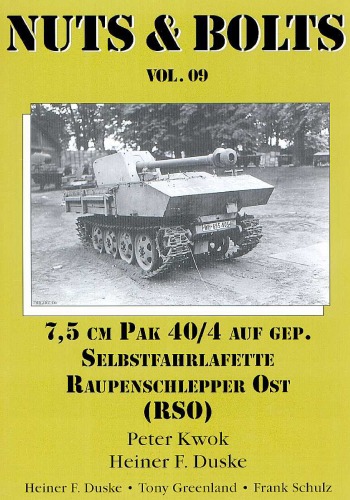 NUTS & BOLTS
VOL. 09
7,5 CM PAK 40/4 AUF GEP.
SELBSTFAHRLAFETTE
RAUPENSCHLEPPER OST
(RSO)
Peter Kwok
Heiner F. Duske
Heiner F. Duske • Tony Greenland • Frank Schulz